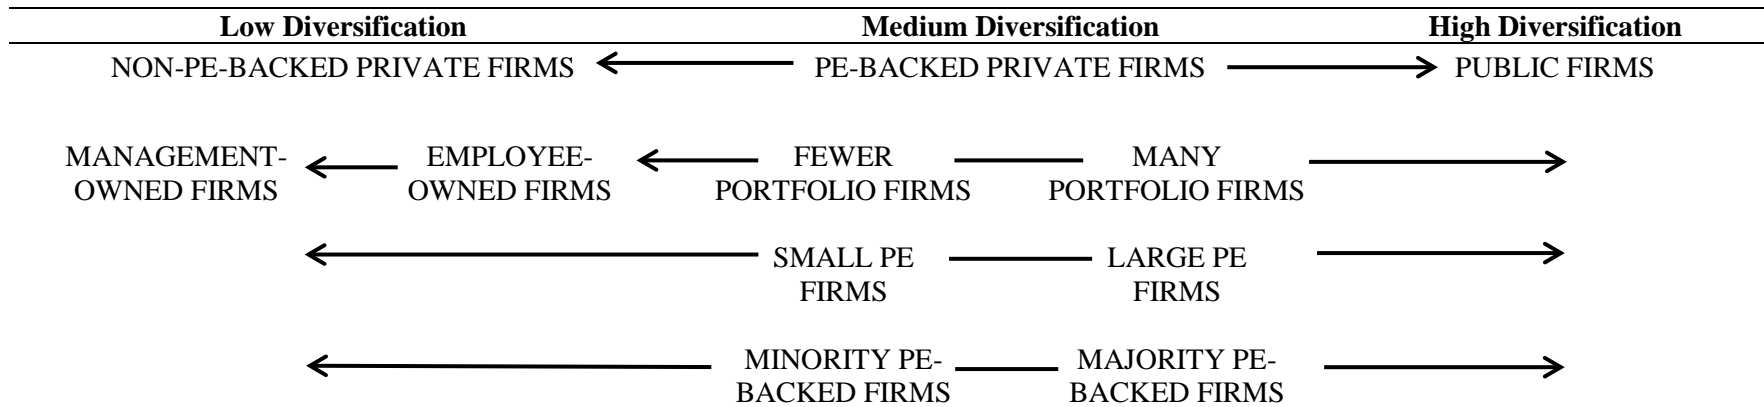 Low Diversification Medium Diversification High Diversification
NON-PE-BACKED PRIVATE FIRMS PE-BACKED PRIVATE FIRMS PUBLIC FIRMS
MANAGEMENT- EMPLOYEE- FEWER MANY
OWNED FIRMS OWNED FIRMS PORTFOLIO FIRMS PORTFOLIO FIRMS
SMALL PE LARGE PE
FIRMS FIRMS
MINORITY PE- MAJORITY PE-
BACKED FIRMS BACKED FIRMS